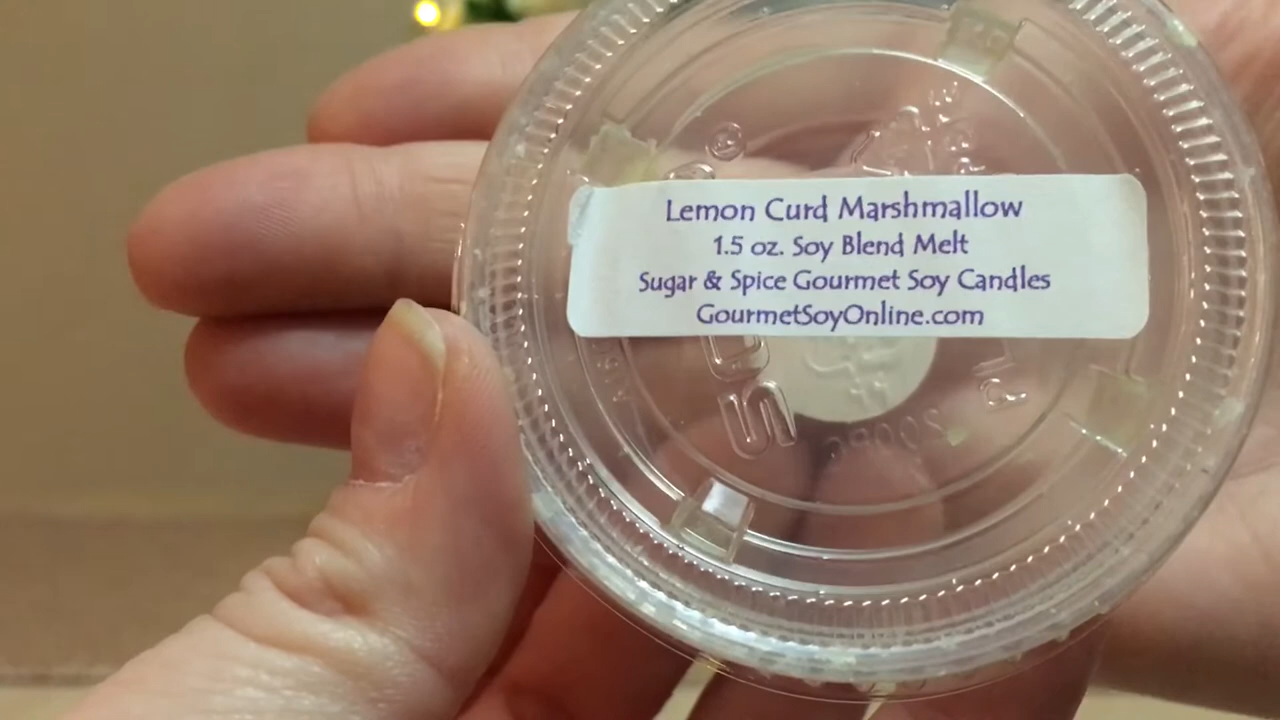 Lemon Curd Marshmallow
1.5 oz. Soy Blend Melt
Sugar & Spice Gourmet Soy Candles
GourmetSoyOnline.com